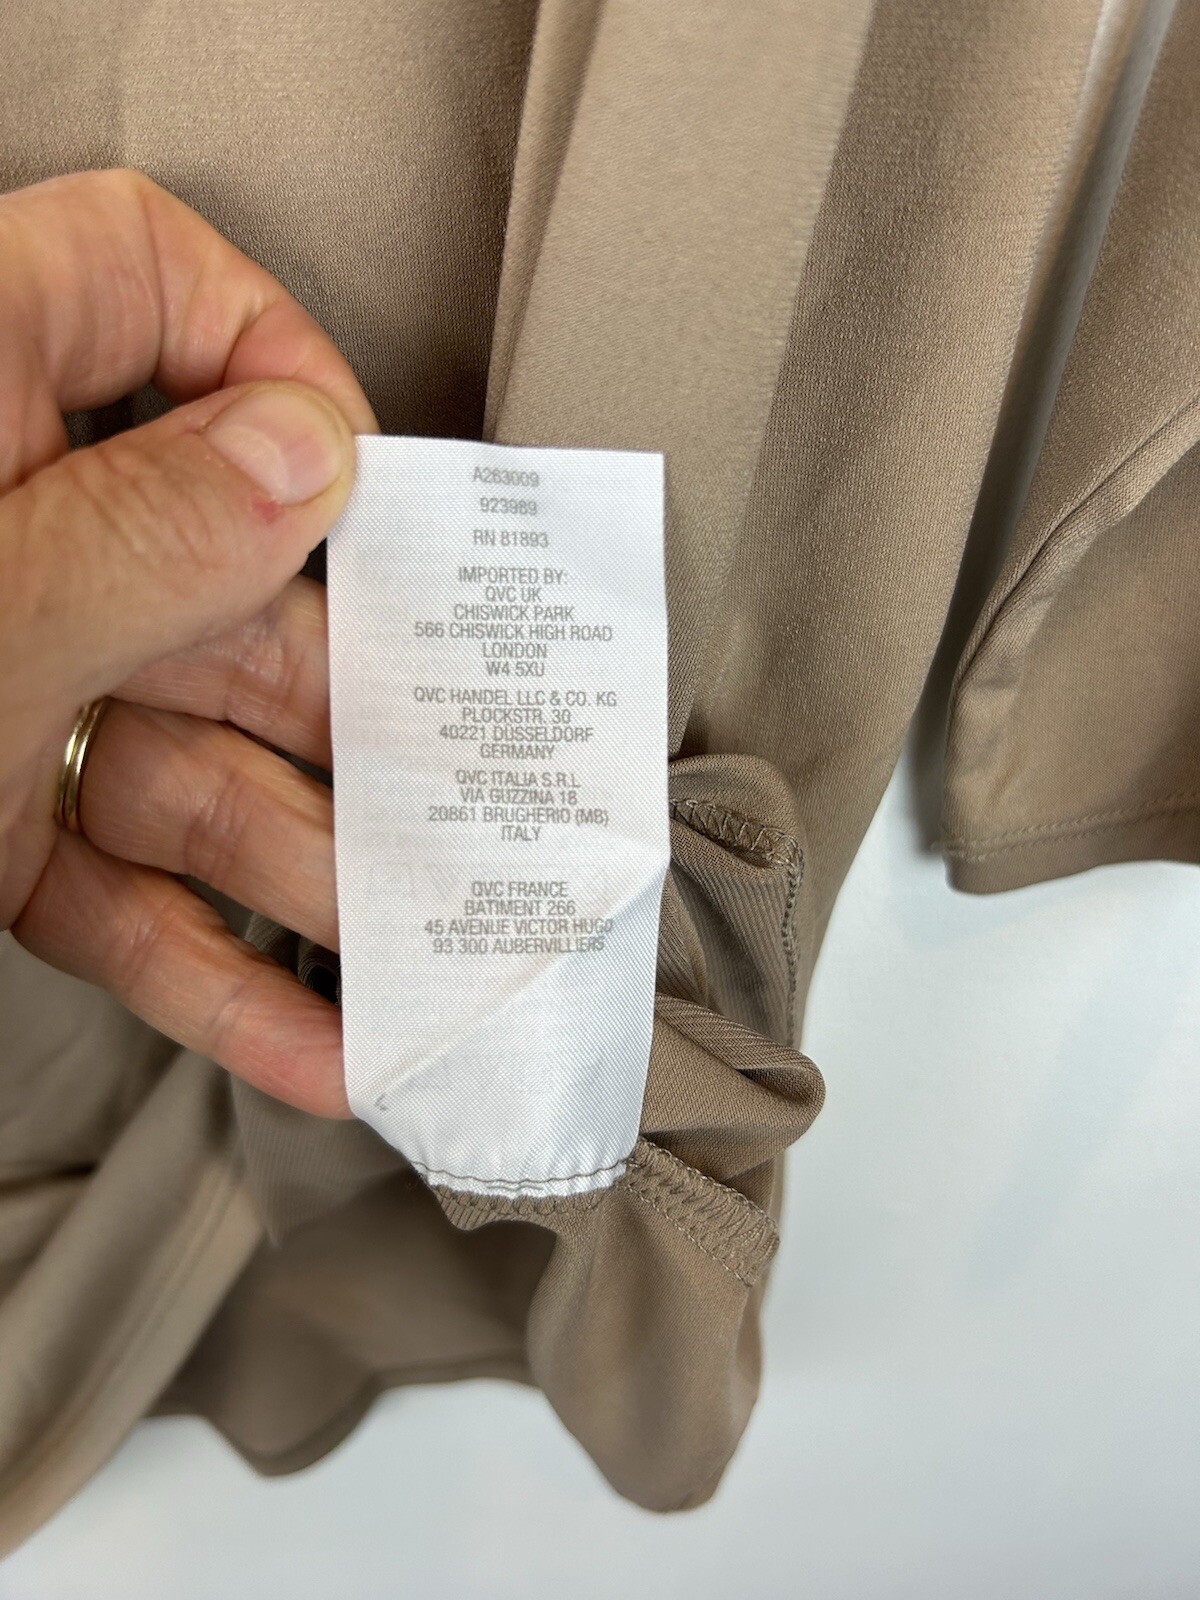 A263009
923989
RN 81893
IMPORTED BY:
QVC UK
CHISWICK PARK
566 CHISWICK HIGH ROAD
LONDON
W4 5XU
QVC HANDEL LLC & CO. KG
PLOCKSTR. 30
40221 DUSSELDORF
GERMANY
QVC ITALIA S.R.L
VIA GUZZINA 18
20861 BRUGHERIO (MB)
ITALY
QVC FRANCE
BATIMENT 266
45 AVENUE VICTOR HUGO
93 300 AUBERVILLIERS